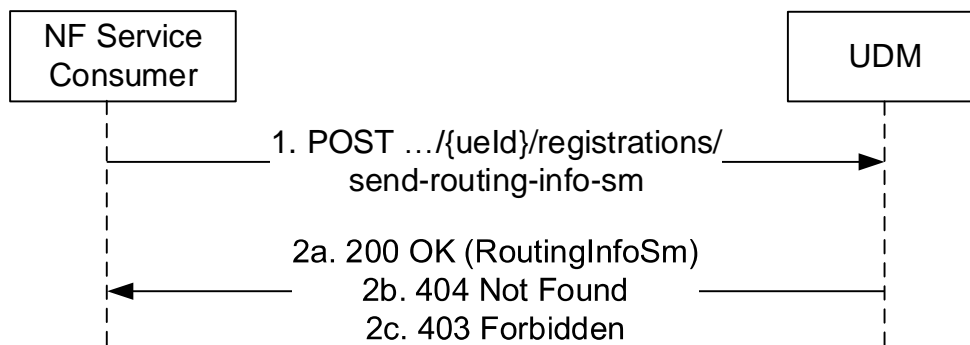 NF Service
Consumer
UDM
1. POST …/{ueId}/registrations/
send-routing-info-sm
2a. 200 OK (RoutingInfoSm)
2b. 404 Not Found
2c. 403 Forbidden